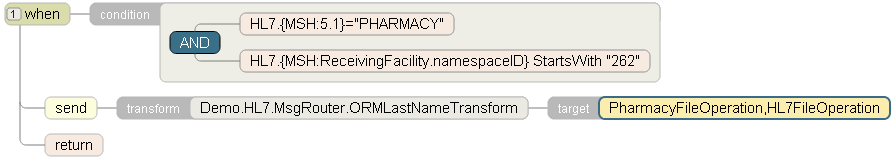 1 when condition
AND
HL7.{MSH:5.1}="PHARMACY"
HL7.{MSH:ReceivingFacility.namespaceID} StartsWith "262"
send transform Demo.HL7.MsgRouter.ORMLastNameTransform target PharmacyFileOperation,HL7FileOperation
return